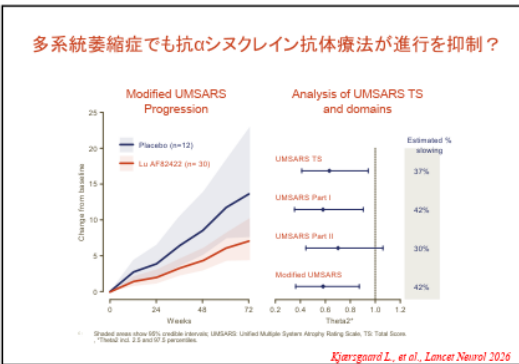 多系統萎縮症でも抗αシヌクレイン抗体療法が進行を抑制？
Modified UMSARS
Progression
Analysis of UMSARS TS
and domains
Estimated %
slowing
Placebo (n=12)
Lu AF82422 (n= 30)
Change from baseline
25
20
15
10
5
0
0
24
48
72
Weeks
UMSARS TS
37%
UMSARS Part I
42%
UMSARS Part II
30%
Modified UMSARS
42%
0.2
0.4
0.6
0.8
1.0
1.2
Theta2*
Shaded areas show 95% credible intervals; UMSARS: Unified Multiple System Atrophy Rating Scale, TS: Total Score.
, *Theta2 incl. 2.5 and 97.5 percentiles.
Kjærsgaard L., et al., Lancet Neurol 2026